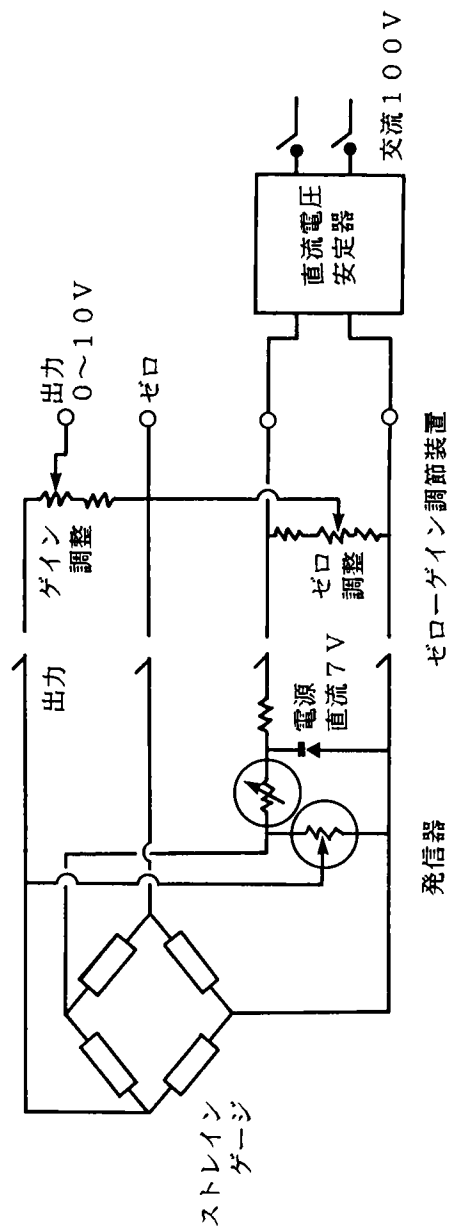 ストレイン
ゲージ
出力
電源
直流７Ｖ
発信器
ゲイン
調整
ゼロ
調整
ゼローゲイン調節装置
出力
０～１０Ｖ
ゼロ
直流電圧
安定器
交流１００Ｖ